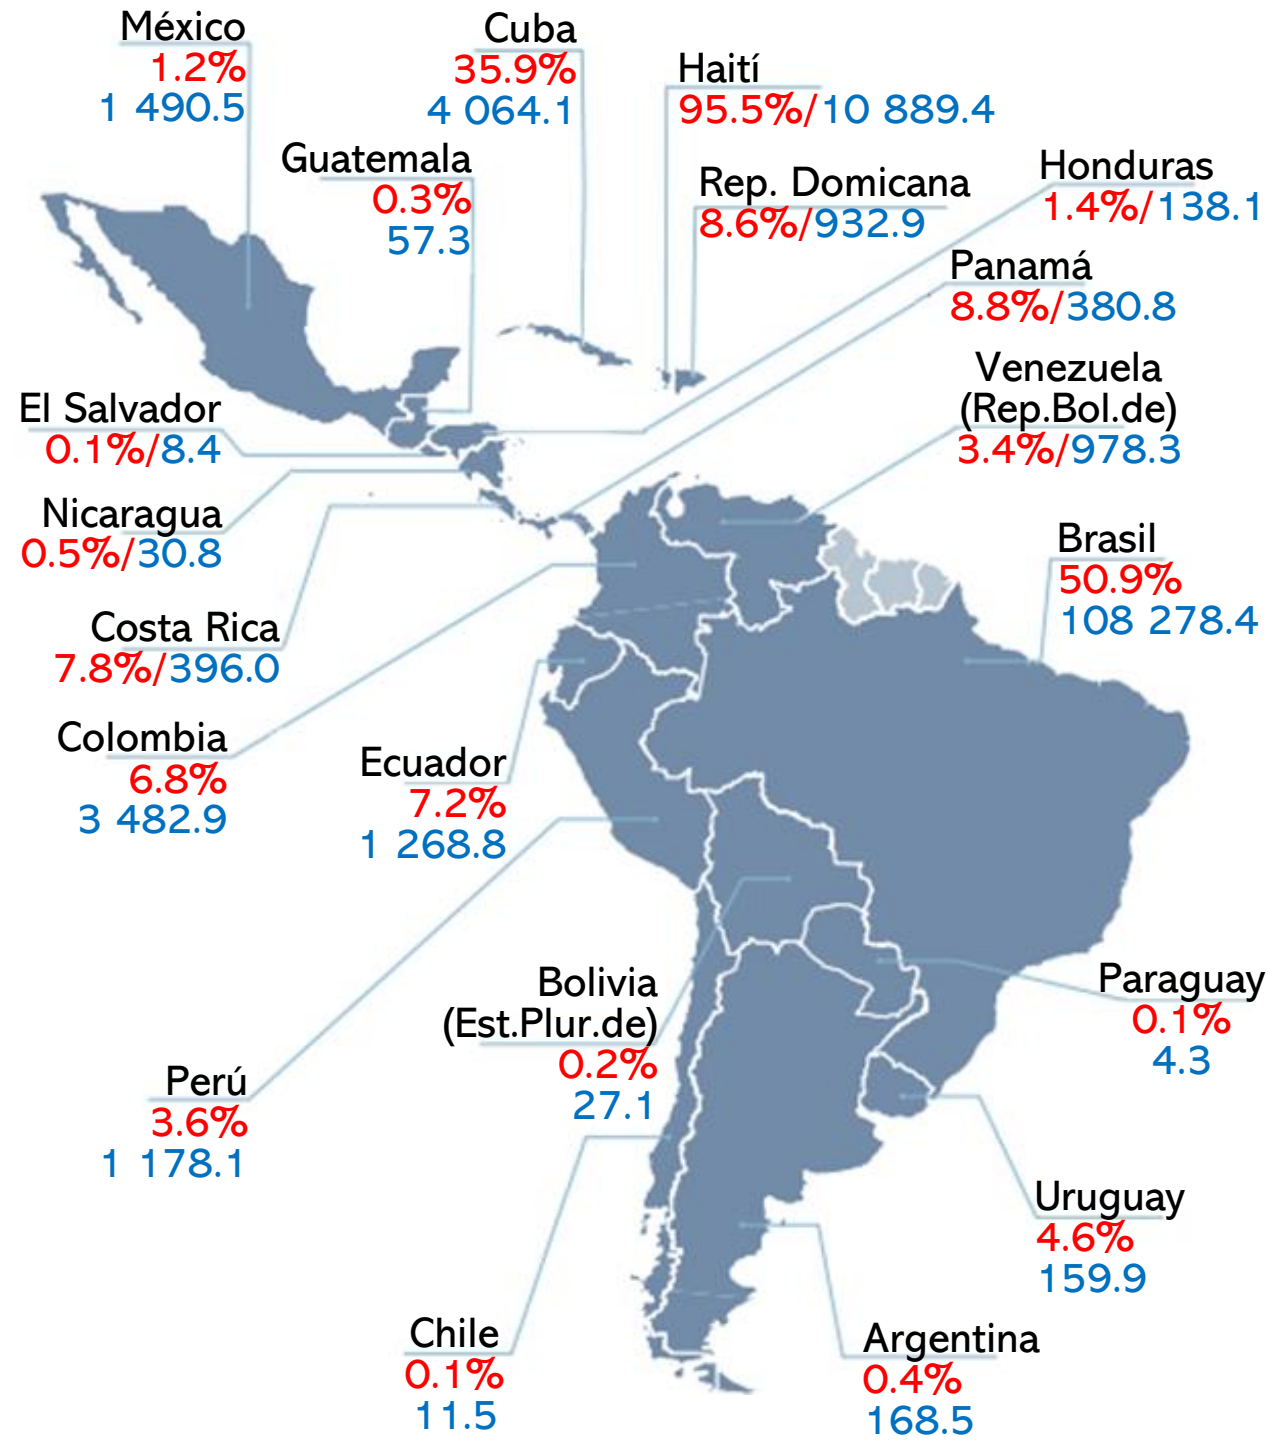 México
1.2%
1 490.5
Cuba
35.9%
4 064.1
Haití
95.5%/10 889.4
Guatemala
0.3%
57.3
Rep. Domicana
8.6%/932.9
Honduras
1.4%/138.1
Panamá
8.8%/380.8
Venezuela
(Rep.Bol.de)
3.4%/978.3
El Salvador
0.1%/8.4
Nicaragua
0.5%/30.8
Brasil
50.9%
108 278.4
Costa Rica
7.8%/396.0
Colombia
6.8%
3 482.9
Ecuador
7.2%
1 268.8
Bolivia
(Est.Plur.de)
0.2%
27.1
Paraguay
0.1%
4.3
Perú
3.6%
1 178.1
Uruguay
4.6%
159.9
Chile
0.1%
11.5
Argentina
0.4%
168.5